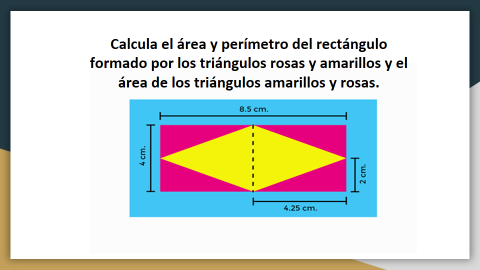 Calcula el área y perímetro del rectángulo
formado por los triángulos rosas y amarillos y el
área de los triángulos amarillos y rosas.
8.5 cm.
4 cm.
2 cm.
4.25 cm.